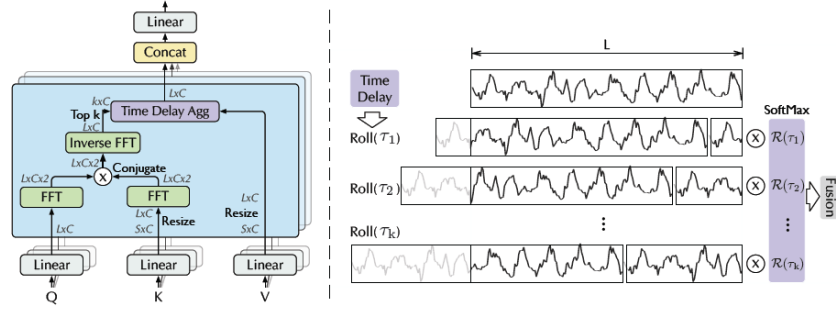 Linear
Concat
LxC
kxC
Top k
Time Delay Agg
LxC
Inverse FFT
LxCx2
Conjugate
LxCx2
X
LxCx2
FFT
FFT
LxC
Resize
SxC
LxC
Resize
SxC
LxC
Linear
Linear
Linear
Q
K
V
L
Time
Delay
SoftMax
Roll(τ1)
X
R(τ1)
Roll(τ2)
X
R(τ2)
Fusion
Roll(τk)
⋮
⋮
X
R(τk)